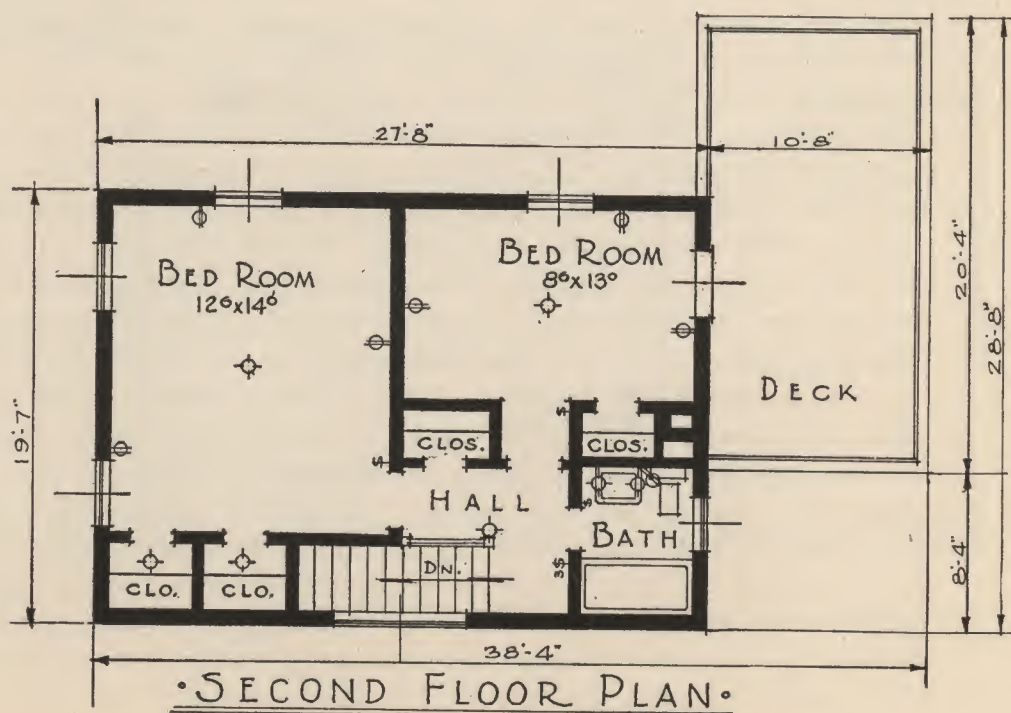 27'-8"
10'-8"
BED ROOM
12⁶x14⁶
BED ROOM
8⁶x13⁰
20'-4"
28'-8"
DECK
19'-7"
CLOS.
CLOS.
HALL
BATH
DN.
CLO.
CLO.
$
$
$
3$
8'-4"
38'-4"
•SECOND FLOOR PLAN•